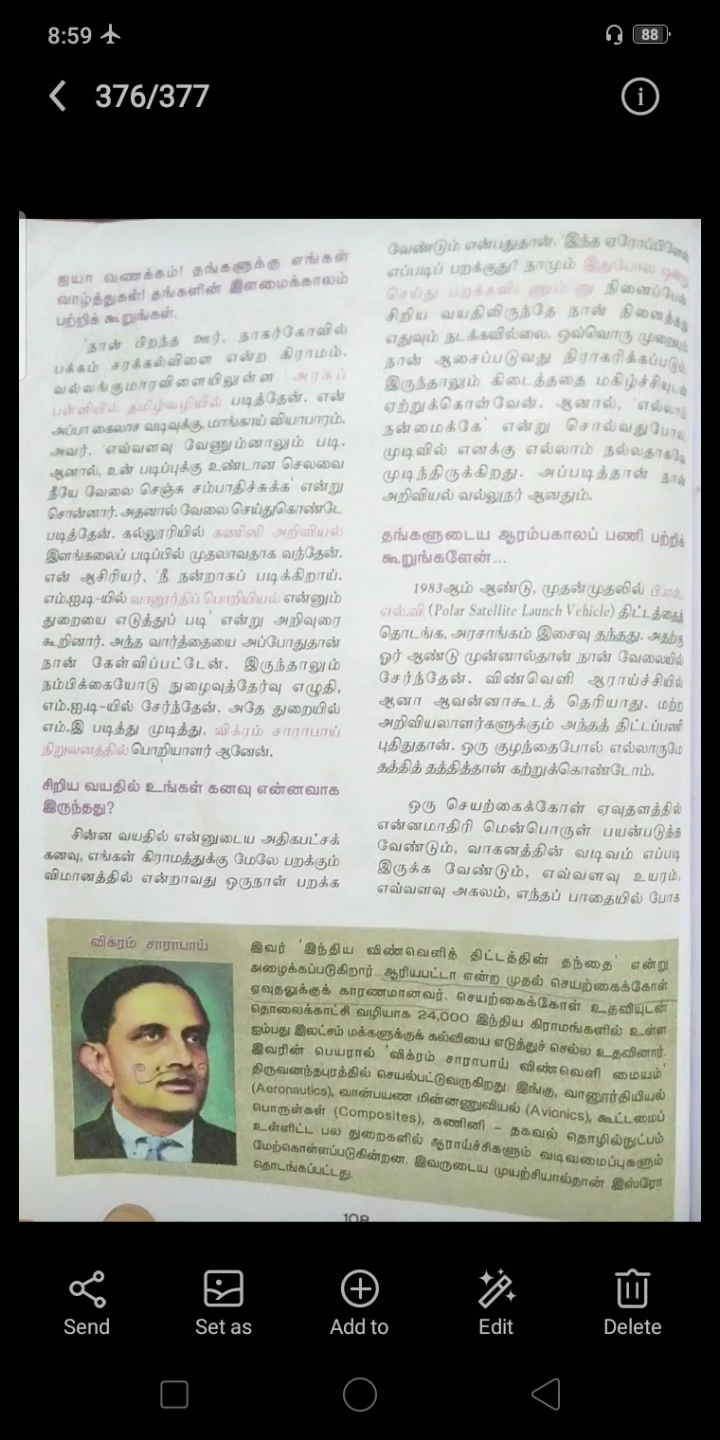 8:59
88
376/377
ஐயா வணக்கம்! தங்களுக்கு எங்கள்
வாழ்த்துகள்! தங்களின் இளமைக்காலம்
பற்றிக் கூறுங்கள்.
'நான் பிறந்த ஊர், நாகர்கோவில்
பக்கம் சரக்கல்விளை என்ற கிராமம்.
வல்லங்குமாரவிளையிலுள்ள அரசுப்
பள்ளியில் தமிழ்வழியில் படித்தேன். என்
அப்பா கைலாச வடிவுக்கு, மாங்காய் வியாபாரம்.
அவர், 'எவ்வளவு வேணும்னாலும் படி.
ஆனால், உன் படிப்புக்கு உண்டான செலவை
நீயே வேலை செஞ்சு சம்பாதிச்சுக்க' என்று
சொன்னார். அதனால் வேலை செய்துகொண்டே
படித்தேன். கல்லூரியில் கணினி அறிவியல்
இளங்கலைப் படிப்பில் முதலாவதாக வந்தேன்.
என் ஆசிரியர், 'நீ நன்றாகப் படிக்கிறாய்.
எம்.ஐ.டி-யில் வானூர்திப் பொறியியல் என்னும்
துறையை எடுத்துப் படி' என்று அறிவுரை
கூறினார். அந்த வார்த்தையை அப்போதுதான்
நான் கேள்விப்பட்டேன். இருந்தாலும்
நம்பிக்கையோடு நுழைவுத்தேர்வு எழுதி,
எம்.ஐ.டி-யில் சேர்ந்தேன். அதே துறையில்
எம்.இ படித்து முடித்து, விக்ரம் சாராபாய்
நிறுவனத்தில் பொறியாளர் ஆனேன்.
சிறிய வயதில் உங்கள் கனவு என்னவாக
இருந்தது?
சின்ன வயதில் என்னுடைய அதிகபட்சக்
கனவு, எங்கள் கிராமத்துக்கு மேலே பறக்கும்
விமானத்தில் என்றாவது ஒருநாள் பறக்க
வேண்டும் என்பதுதான். 'இந்த
எப்படிப் பறக்குது? நாமும் இதுபோல
செய்து பறக்கவிடணும்'னு
சிறிய வயதிலிருந்தே நான்
எதுவும் நடக்கவில்லை. ஒவ்வொரு
நான் ஆசைப்படுவது நிராகரிக்கப்படும்.
இருந்தாலும் கிடைத்ததை
ஏற்றுக்கொள்வேன். ஆனால்,
நன்மைக்கே' என்று
முடிவில் எனக்கு எல்லாம்
முடிந்திருக்கிறது. அப்படித்தான்
அறிவியல் வல்லுநர் ஆனதும்.
தங்களுடைய ஆரம்பகாலப் பணி பற்றிக்
கூறுங்களேன்...
1983ஆம் ஆண்டு, முதன்முதலில்
எல்.வி (Polar Satellite Launch Vehicle)
தொடங்க, அரசாங்கம் இசைவு தந்தது.
ஓர் ஆண்டு முன்னால்தான் நான் வேலையில்
சேர்ந்தேன். விண்வெளி ஆராய்ச்சியில்
ஆனா ஆவன்னாகூடத் தெரியாது. மற்ற
அறிவியலாளர்களுக்கும் அந்தத் திட்டப்பணி
புதிதுதான். ஒரு குழந்தைபோல் எல்லாருமே
தத்தித் தத்தித்தான் கற்றுக்கொண்டோம்.
ஒரு செயற்கைக்கோள் ஏவுதளத்தில்
என்னமாதிரி மென்பொருள் பயன்படுத்த
வேண்டும், வாகனத்தின் வடிவம் எப்படி
இருக்க வேண்டும், எவ்வளவு உயரம்,
எவ்வளவு அகலம், எந்தப் பாதையில் போக
விக்ரம் சாராபாய்
இவர் 'இந்திய விண்வெளித் திட்டத்தின் தந்தை' என்று
அழைக்கப்படுகிறார். ஆரியபட்டா என்ற முதல் செயற்கைக்கோள்
ஏவுதலுக்குக் காரணமானவர். செயற்கைக்கோள் உதவியுடன்
தொலைக்காட்சி வழியாக 24,000 இந்திய கிராமங்களில் உள்ள
ஐம்பது இலட்சம் மக்களுக்குக் கல்வியை எடுத்துச் செல்ல உதவினார்.
இவரின் பெயரால் 'விக்ரம் சாராபாய் விண்வெளி மையம்'
திருவனந்தபுரத்தில் செயல்பட்டுவருகிறது. இங்கு, வானூர்தியியல்
(Aeronautics), வான்பயண மின்னணுவியல் (Avionics), கூட்டமைப்
பொருள்கள் (Composites), கணினி – தகவல் தொழில்நுட்பம்
உள்ளிட்ட பல துறைகளில் ஆராய்ச்சிகளும் வடிவமைப்புகளும்
மேற்கொள்ளப்படுகின்றன. இவருடைய முயற்சியால்தான் இஸ்ரோ
தொடங்கப்பட்டது.
108
Send
Set as
Add to
Edit
Delete